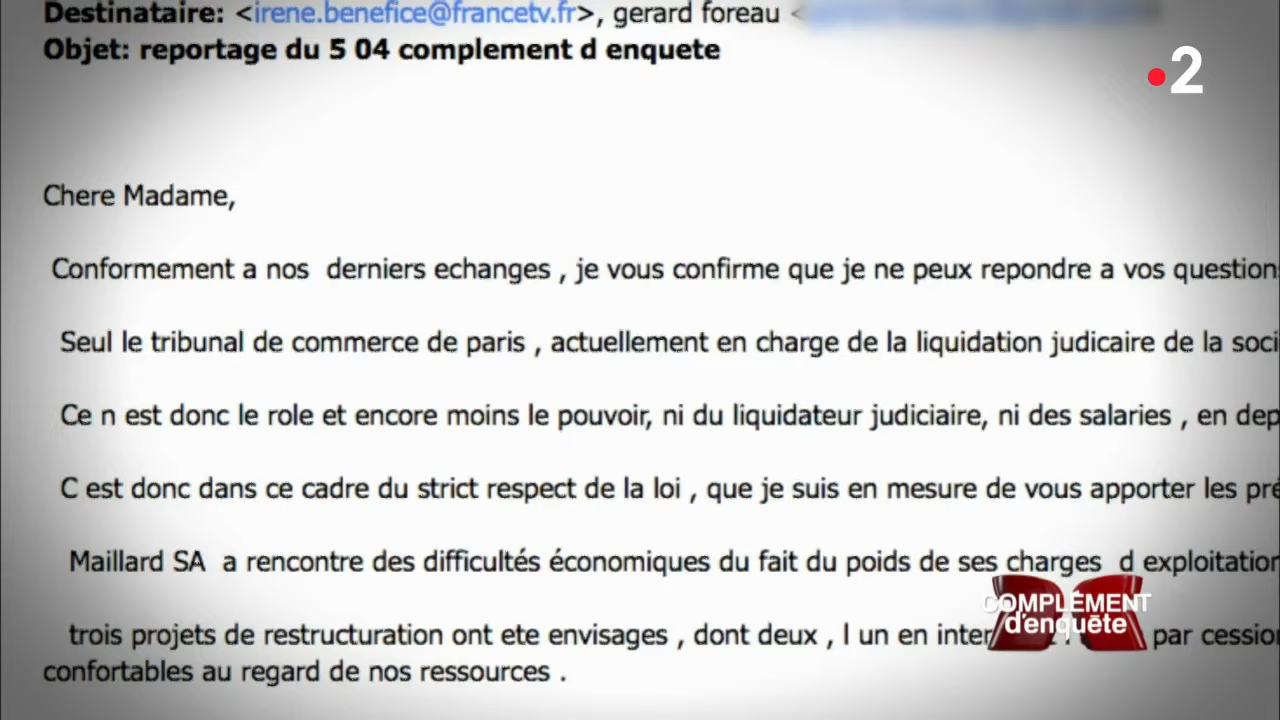 Destinataire: <irene.benefice@francetv.fr>, gerard foreau <
Objet: reportage du 5 04 complement d enquete
2
Chere Madame,
Conformement a nos derniers echanges , je vous confirme que je ne peux repondre a vos question
Seul le tribunal de commerce de paris , actuellement en charge de la liquidation judicaire de la soci
Ce n est donc le role et encore moins le pouvoir, ni du liquidateur judiciaire, ni des salaries , en dep
C est donc dans ce cadre du strict respect de la loi , que je suis en mesure de vous apporter les pré
Maillard SA a rencontre des difficultés économiques du fait du poids de ses charges d exploitation
trois projets de restructuration ont ete envisages , dont deux , l un en inter par cession
confortables au regard de nos ressources .
COMPLÉMENT
d'enquête